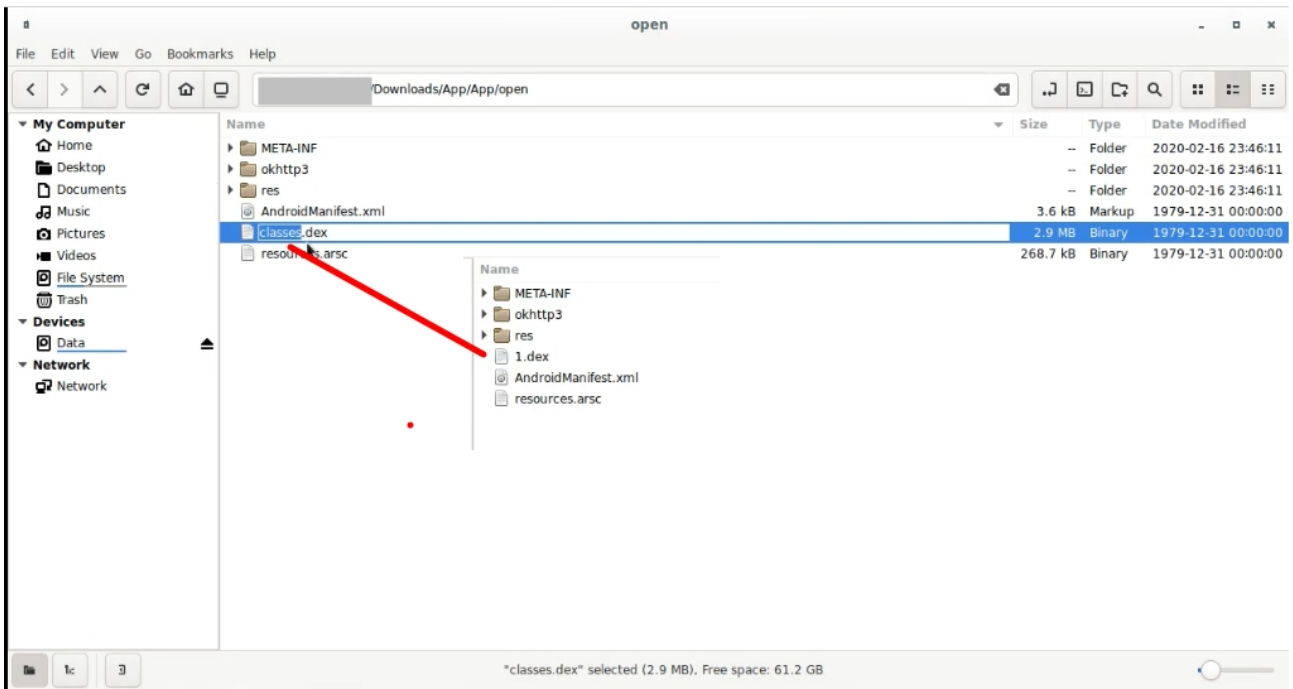 open
File Edit View Go Bookmarks Help
/Downloads/App/App/open
My Computer
Home
Desktop
Documents
Music
Pictures
Videos
File System
Trash
Devices
Data
Network
Network
Name Size Type Date Modified
META-INF -- Folder 2020-02-16 23:46:11
okhttp3 -- Folder 2020-02-16 23:46:11
res -- Folder 2020-02-16 23:46:11
AndroidManifest.xml 3.6 kB Markup 1979-12-31 00:00:00
classes.dex 2.9 MB Binary 1979-12-31 00:00:00
resources.arsc 268.7 kB Binary 1979-12-31 00:00:00
Name
META-INF
okhttp3
res
1.dex
AndroidManifest.xml
resources.arsc
"classes.dex" selected (2.9 MB), Free space: 61.2 GB